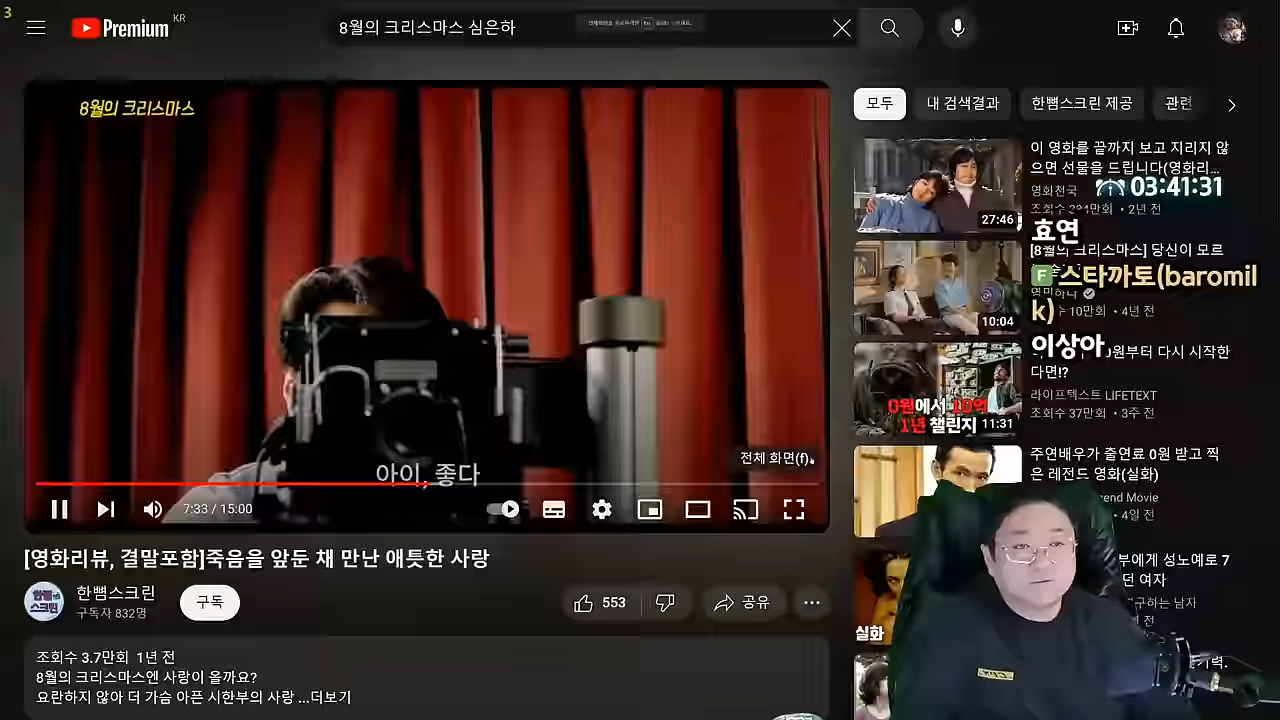 3
Premium KR
8월의 크리스마스 심은하
8월의 크리스마스
아이, 좋다
전체 화면(f)
7:33 / 15:00
[영화리뷰, 결말포함]죽음을 앞둔 채 만난 애틋한 사랑
한뼘스크린
구독자 832명
구독
553
공유
조회수 3.7만회 1년 전
8월의 크리스마스엔 사랑이 올까요?
요란하지 않아 더 가슴 아픈 시한부의 사랑 ...더보기
모두
내 검색결과
한뼘스크린 제공
관련
이 영화를 끝까지 보고 지리지 않
으면 선물을 드립니다(영화리...
영화천국
03:41:31
조회수 만회 • 2년 전
27:46
효연
[8월의 크리스마스] 당신이 모르
F 스타까토(baromil
k)
10만회 • 4년 전
10:04
이상아
원부터 다시 시작한
다면!?
라이프텍스트 LIFETEXT
조회수 37만회 • 3주 전
0원에서 10억
1년 챌린지
11:31
주연배우가 출연료 0원 받고 찍
은 레전드 영화(실화)
end Movie
• 4일 전
부에게 성노예로 7
던 여자
구하는 남자
전
실화